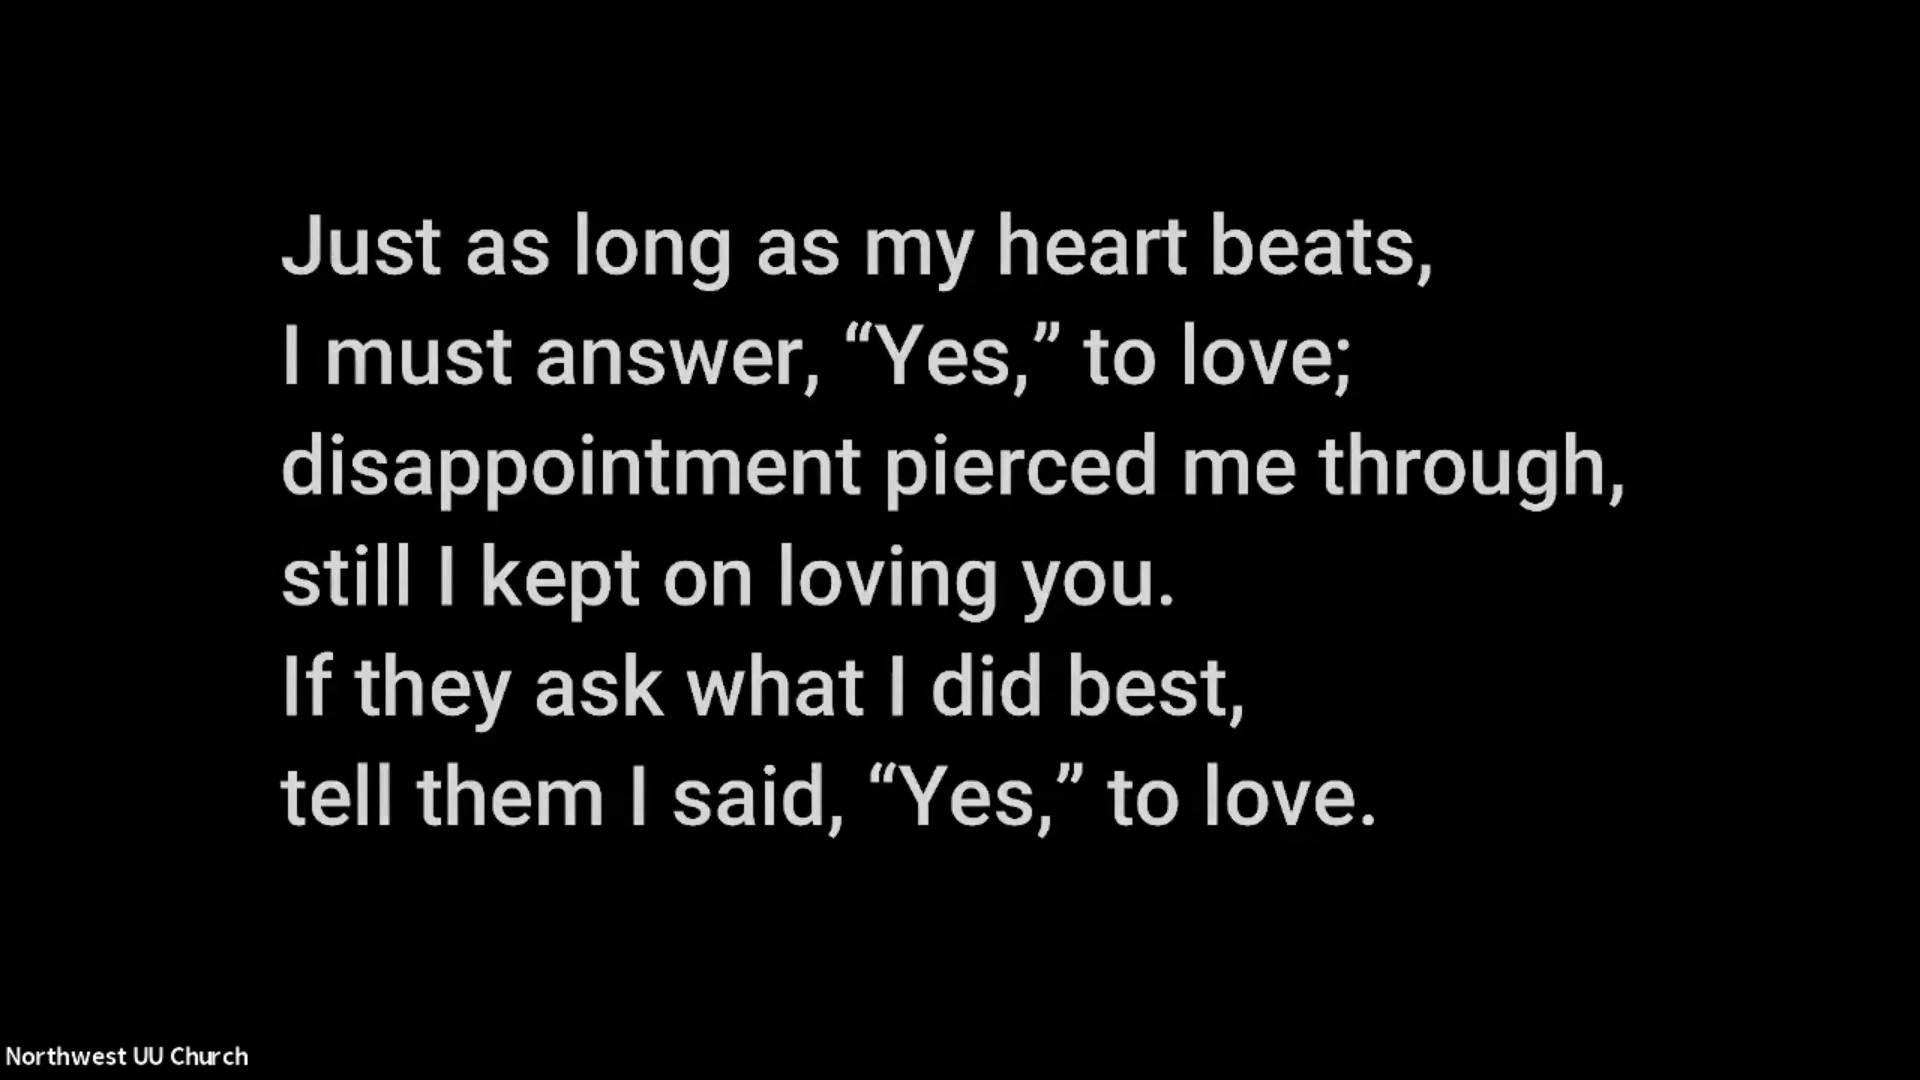 Just as long as my heart beats,
I must answer, “Yes,” to love;
disappointment pierced me through,
still I kept on loving you.
If they ask what I did best,
tell them I said, “Yes,” to love.
Northwest UU Church